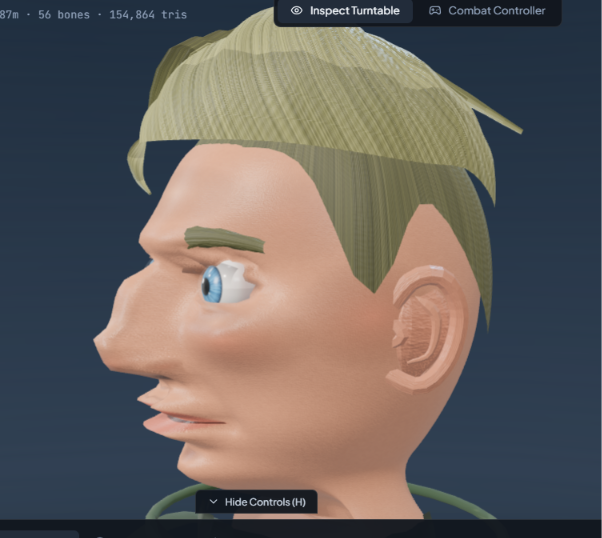 87m · 56 bones · 154,864 tris
Inspect Turntable
Combat Controller
Hide Controls (H)